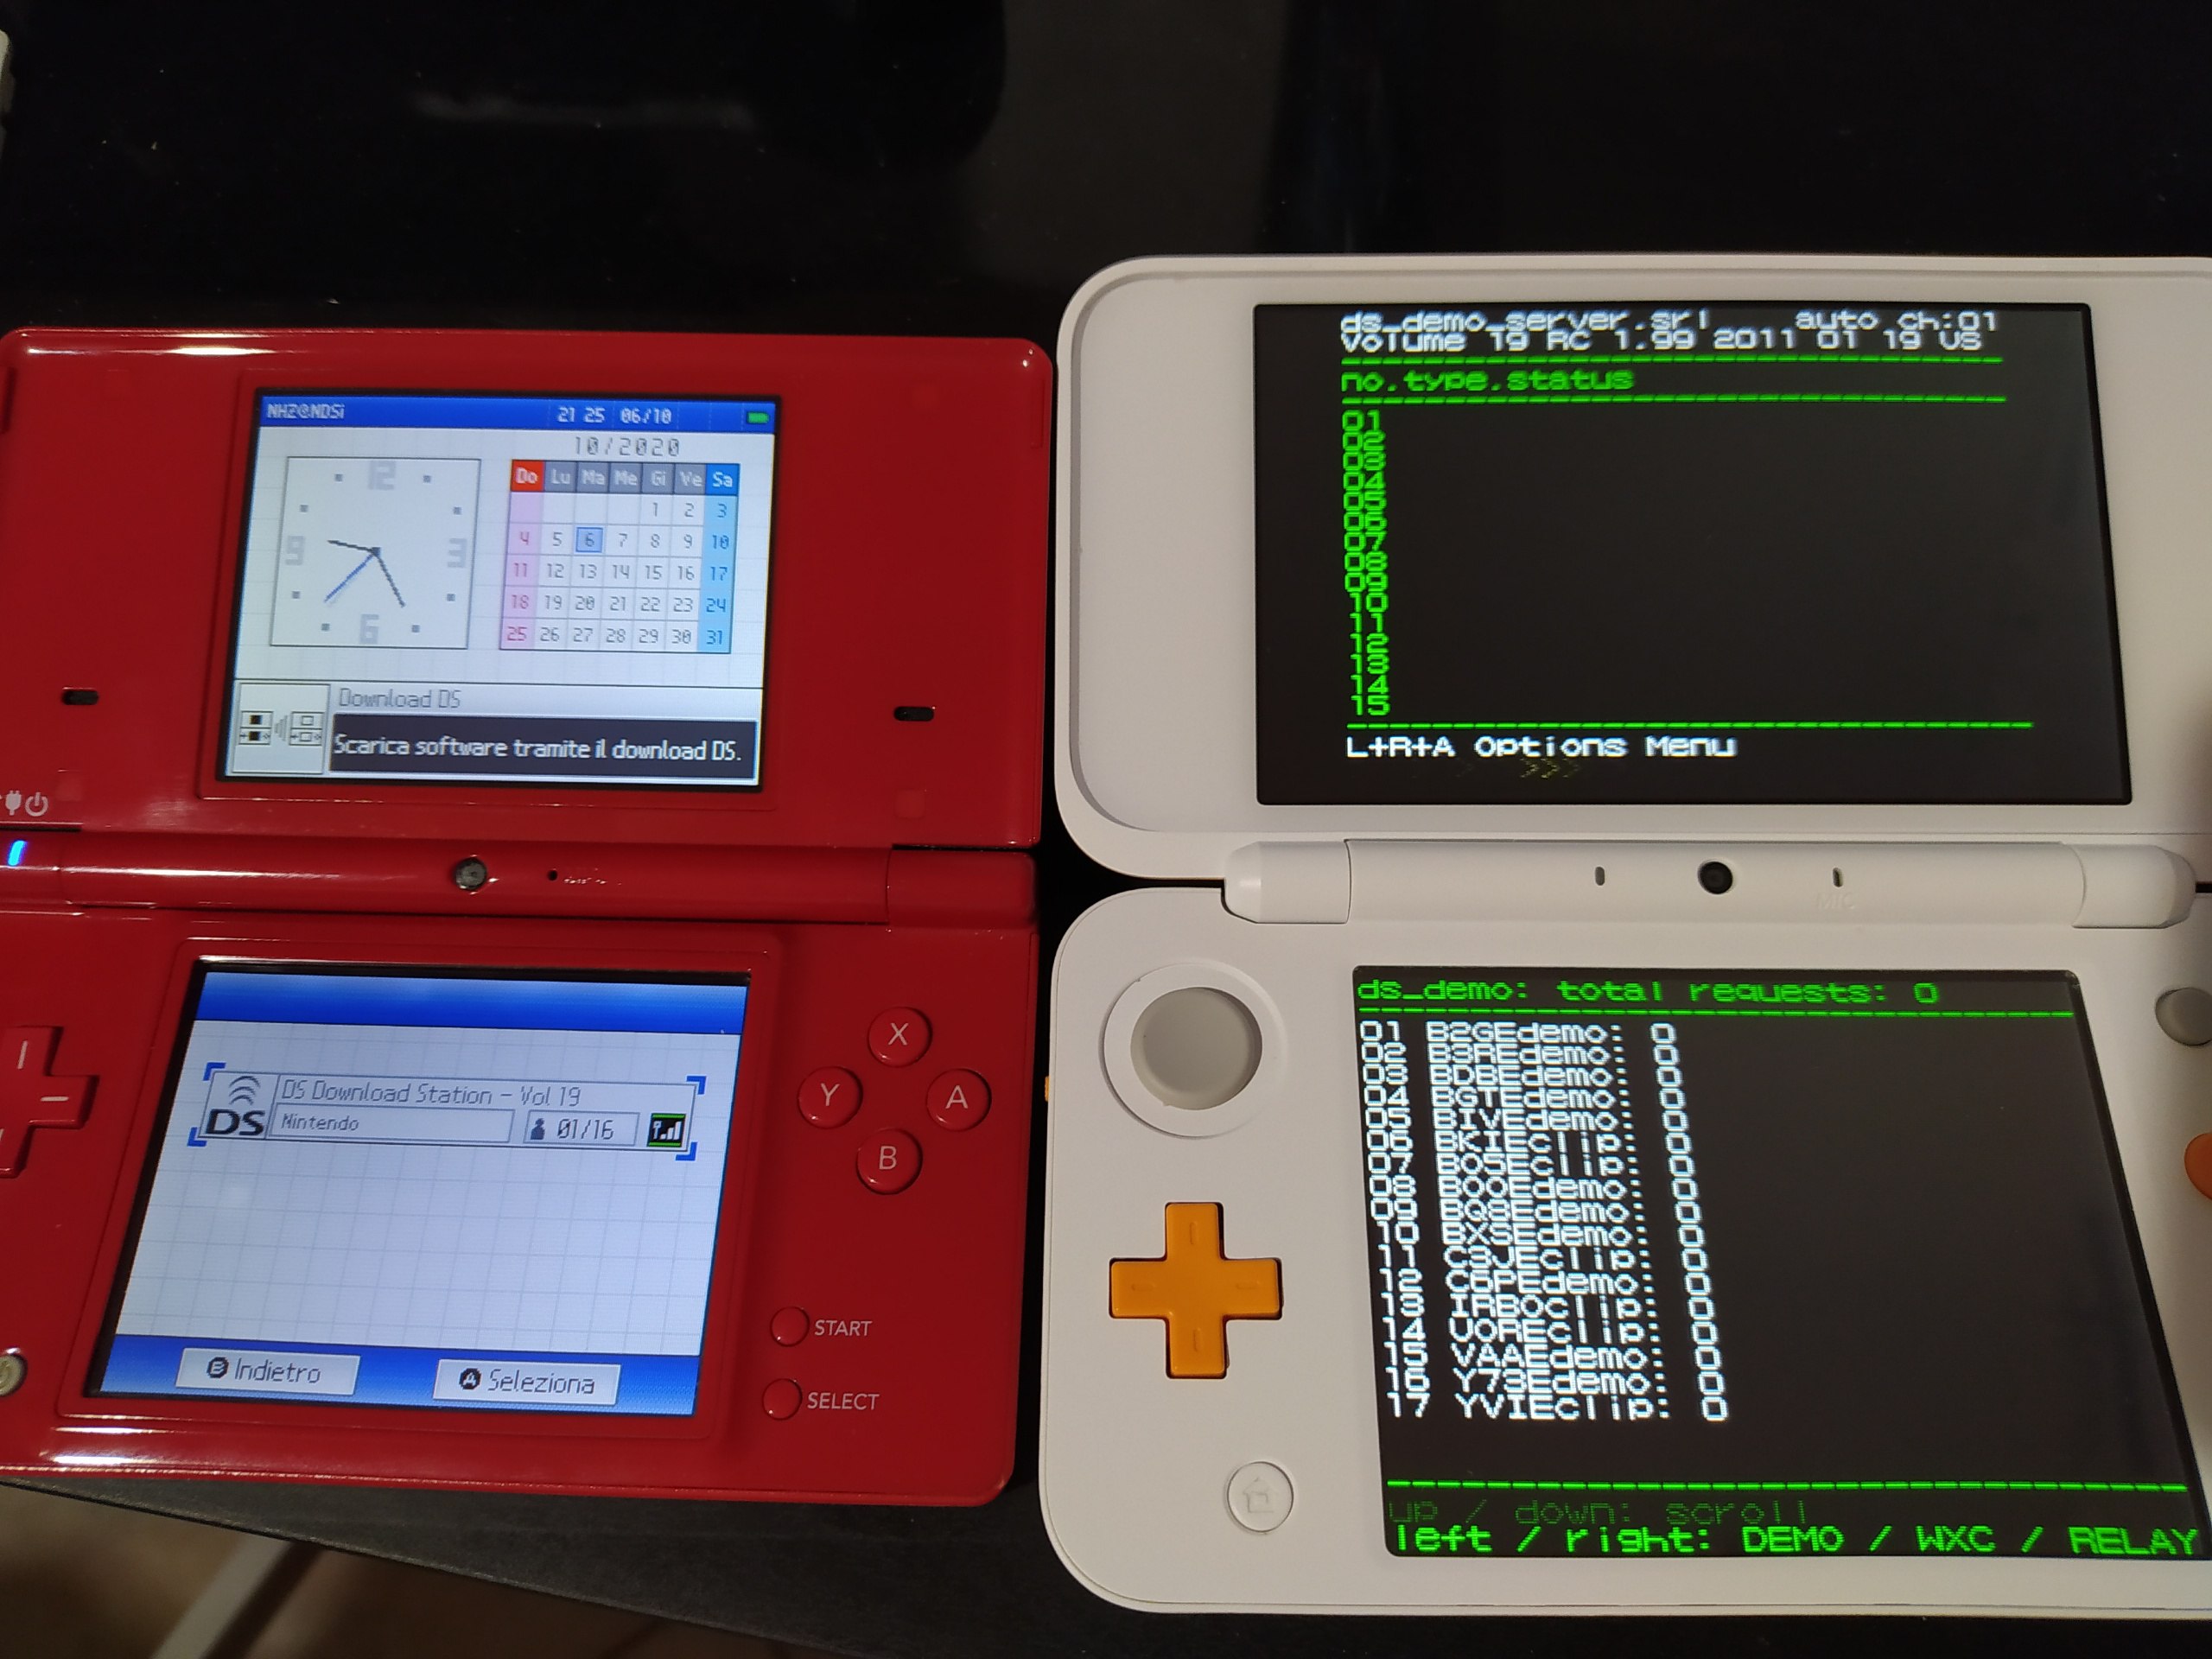 NHZ@NDSi 21 25 06/10
10/2020
Do Lu Ma Me Gi Ve Sa
1 2 3
4 5 6 7 8 9 10
11 12 13 14 15 16 17
18 19 20 21 22 23 24
25 26 27 28 29 30 31
12
9 3
6
Download DS
Scarica software tramite il download DS.
DS Download Station - Vol 19
DS
Nintendo 01/16
B Indietro A Seleziona
X
Y A
B
START
SELECT
ds_demo_server.srl auto ch:01
Volume 19 RC 1.99 2011 01 19 US
no.type.status
01
02
03
04
05
06
07
08
09
10
11
12
13
14
15
L+R+A Options Menu
>>>
MIC
ds_demo: total requests: 0
01 B2GEdemo: 0
02 B3REdemo: 0
03 BDBEdemo: 0
04 BGTEdemo: 0
05 BIVEdemo: 0
06 BKIEclip: 0
07 BO5Eclip: 0
08 BOOEdemo: 0
09 BQ8Edemo: 0
10 BXSEdemo: 0
11 C3JEclip: 0
12 C6PEdemo: 0
13 IRBOclip: 0
14 UOREclip: 0
15 VAAEdemo: 0
16 Y73Edemo: 0
17 YVIEclip: 0
up / down: scroll
left / right: DEMO / WXC / RELAY